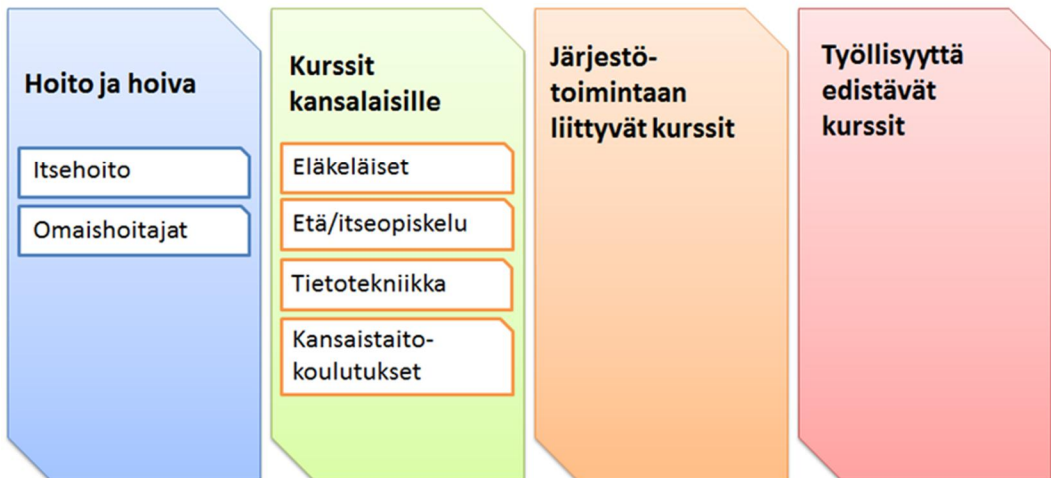 Hoito ja hoiva
Itsehoito
Omaishoitajat
Kurssit
kansalaisille
Eläkeläiset
Etä/itseopiskelu
Tietotekniikka
Kansaistaito-
koulutukset
Järjestö-
toimintaan
liittyvät kurssit
Työllisyyttä
edistävät
kurssit